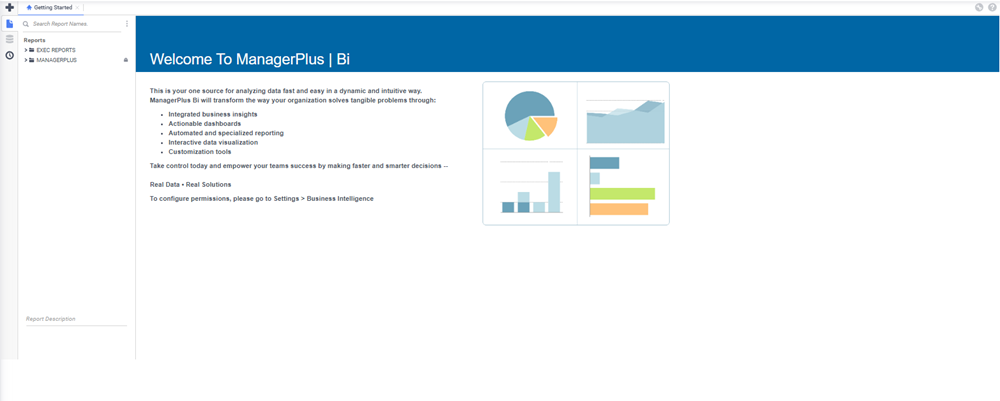 Getting Started
Search Report Names.
Reports
EXEC REPORTS
MANAGERPLUS
Welcome To ManagerPlus | Bi
This is your one source for analyzing data fast and easy in a dynamic and intuitive way.
ManagerPlus Bi will transform the way your organization solves tangible problems through:
• Integrated business insights
• Actionable dashboards
• Automated and specialized reporting
• Interactive data visualization
• Customization tools
Take control today and empower your teams success by making faster and smarter decisions --
Real Data • Real Solutions
To configure permissions, please go to Settings > Business Intelligence
Report Description